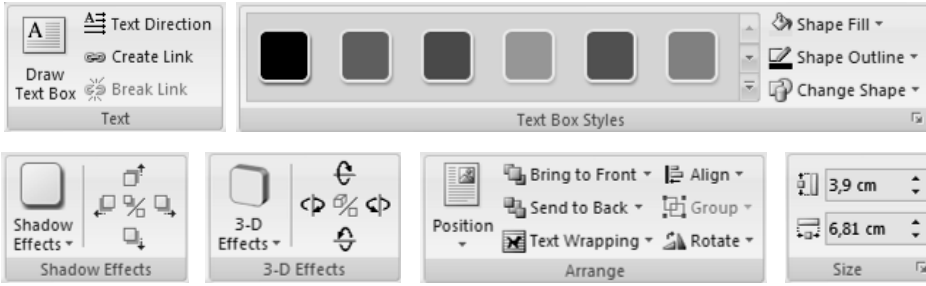 A
Draw
Text Box
Text Direction
Create Link
Break Link
Text
Shape Fill
Shape Outline
Change Shape
Text Box Styles
Shadow
Effects
Shadow Effects
3-D
Effects
3-D Effects
Position
Bring to Front
Send to Back
Text Wrapping
Align
Group
Rotate
Arrange
3,9 cm
6,81 cm
Size